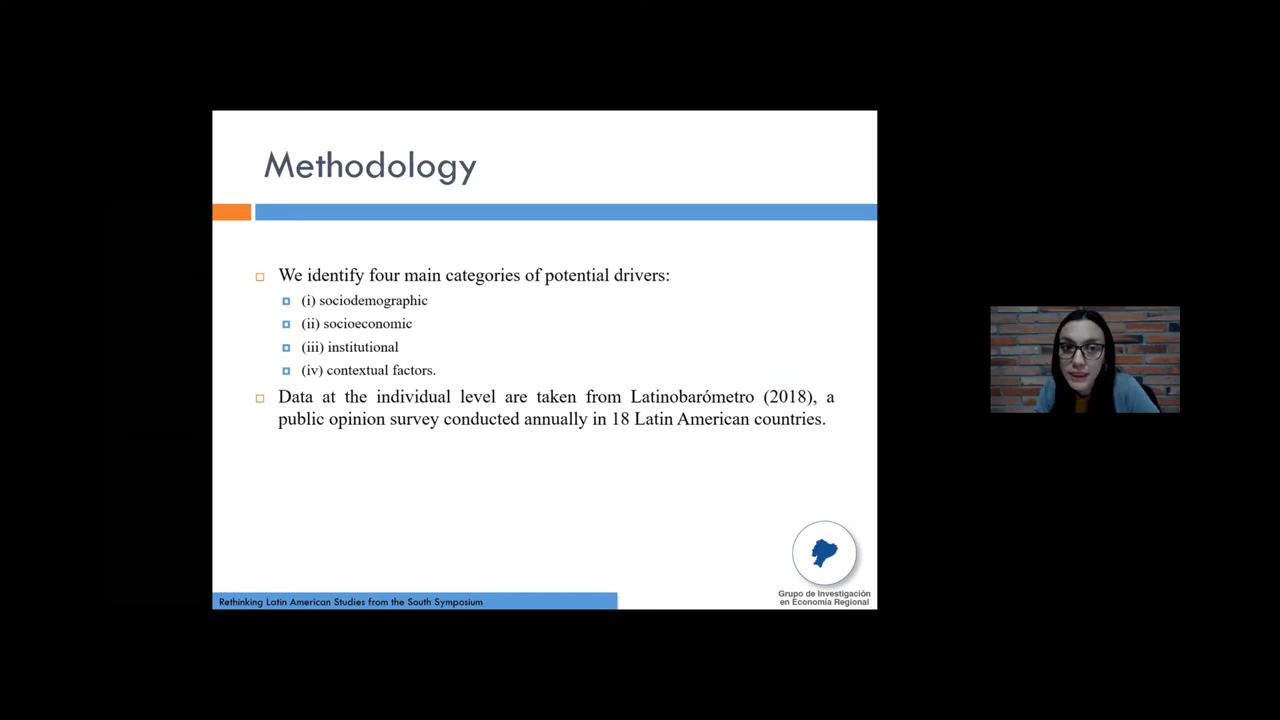 Methodology
We identify four main categories of potential drivers:
(i) sociodemographic
(ii) socioeconomic
(iii) institutional
(iv) contextual factors.
Data at the individual level are taken from Latinobarómetro (2018), a
public opinion survey conducted annually in 18 Latin American countries.
Rethinking Latin American Studies from the South Symposium
Grupo de Investigación
en Economía Regional